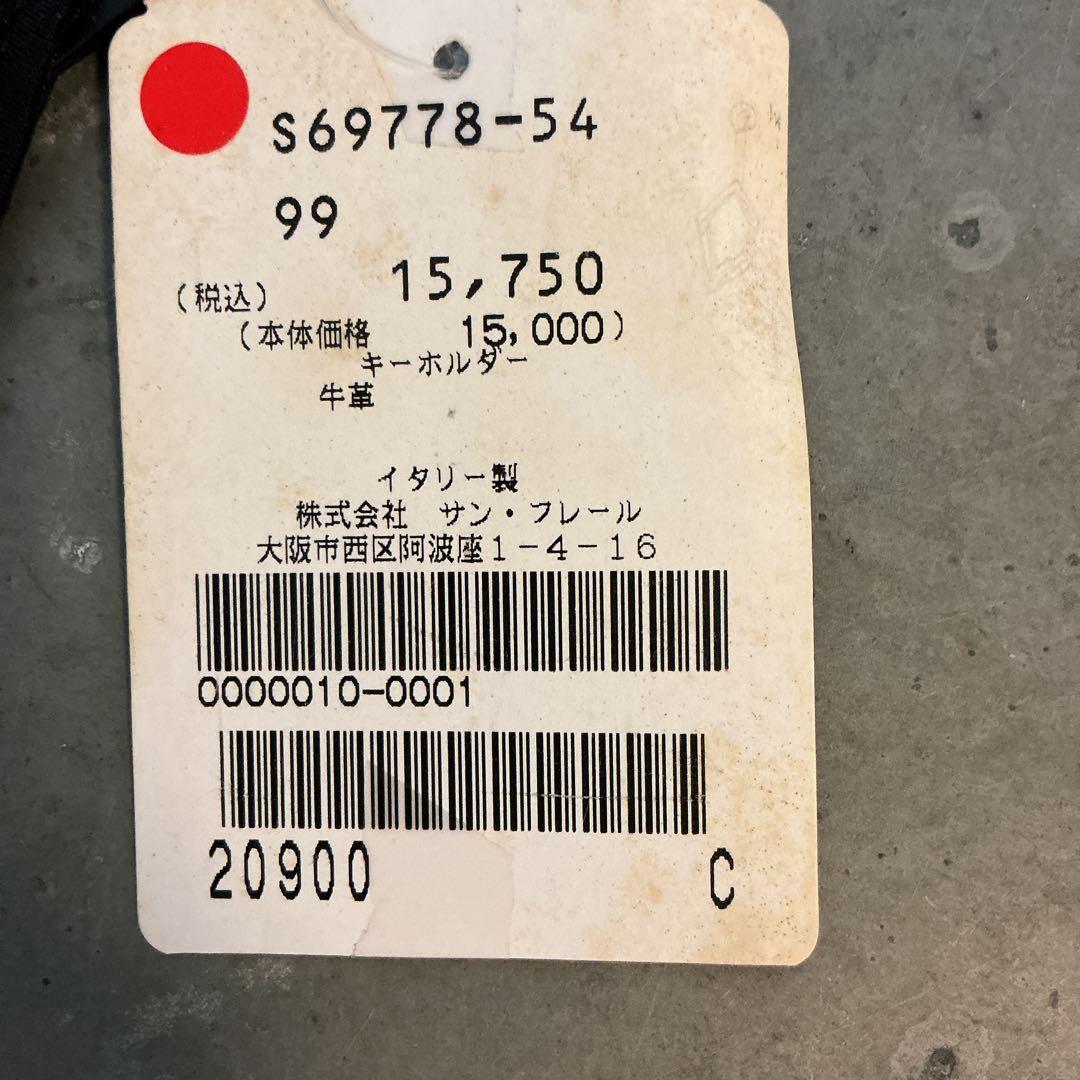 S69778-54
99
15,750
(税込)
(本体価格 15,000)
キーホルダー
牛革
イタリー製
株式会社 サン・フレール
大阪市西区阿波座1-4-16
0000010-0001
20900 C